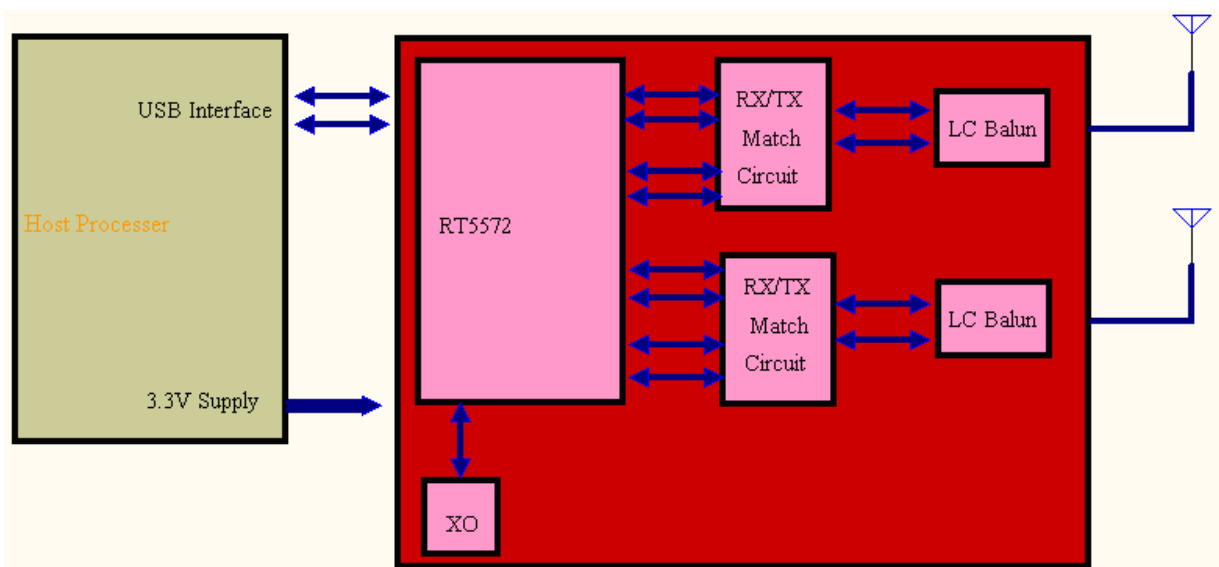 USB Interface
Host Processer
3.3V Supply
RT5572
XO
RX/TX
Match
Circuit
LC Balun
RX/TX
Match
Circuit
LC Balun